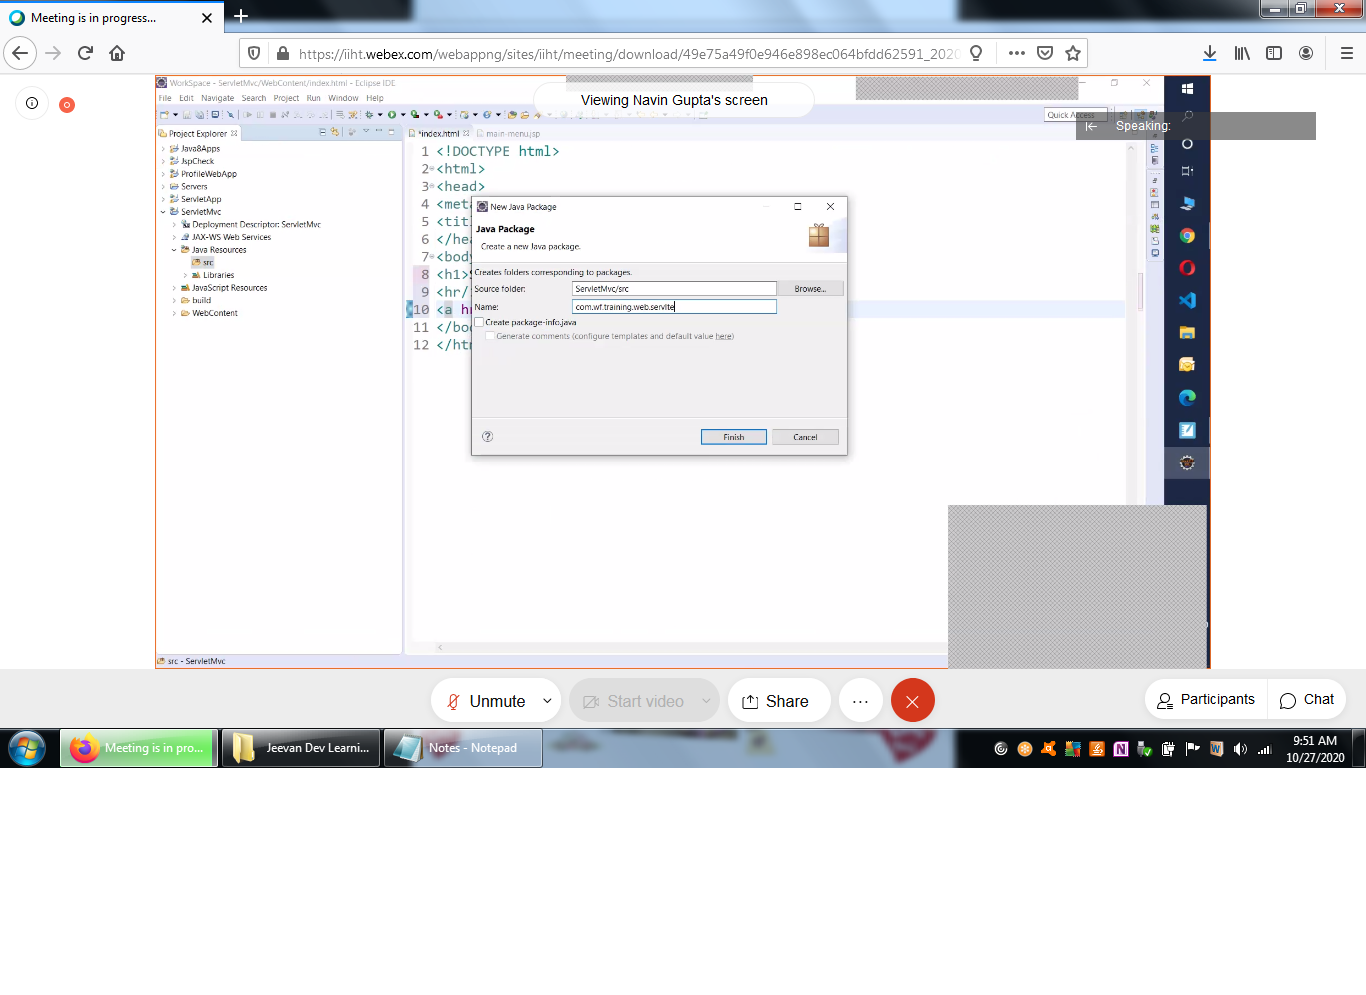 Meeting is in progress...
https://iiht.webex.com/webappng/sites/iiht/meeting/download/49e75a49f0e946e898ec064bfdd62591_2020
WorkSpace - ServletMvc/WebContent/index.html - Eclipse IDE
Viewing Navin Gupta's screen
File Edit Navigate Search Project Run Window Help
Quick Access
Speaking:
Project Explorer
*index.html
main-menu.jsp
Java8Apps
JspCheck
ProfileWebApp
Servers
ServletApp
ServletMvc
Deployment Descriptor: ServletMvc
JAX-WS Web Services
Java Resources
src
Libraries
JavaScript Resources
build
WebContent
1 <!DOCTYPE html>
2 <html>
3 <head>
4 <meta
5 <tit
6 </hea
7 <body
8 <h1>
9 <hr/
10 <a h
11 </bo
12 </ht
New Java Package
Java Package
Create a new Java package.
Creates folders corresponding to packages.
Source folder: ServletMvc/src Browse...
Name: com.wf.training.web.servlte
Create package-info.java
Generate comments (configure templates and default value here)
Finish Cancel
src - ServletMvc
Unmute
Start video
Share
Participants
Chat
Meeting is in pro...
Jeevan Dev Learni...
Notes - Notepad
9:51 AM
10/27/2020